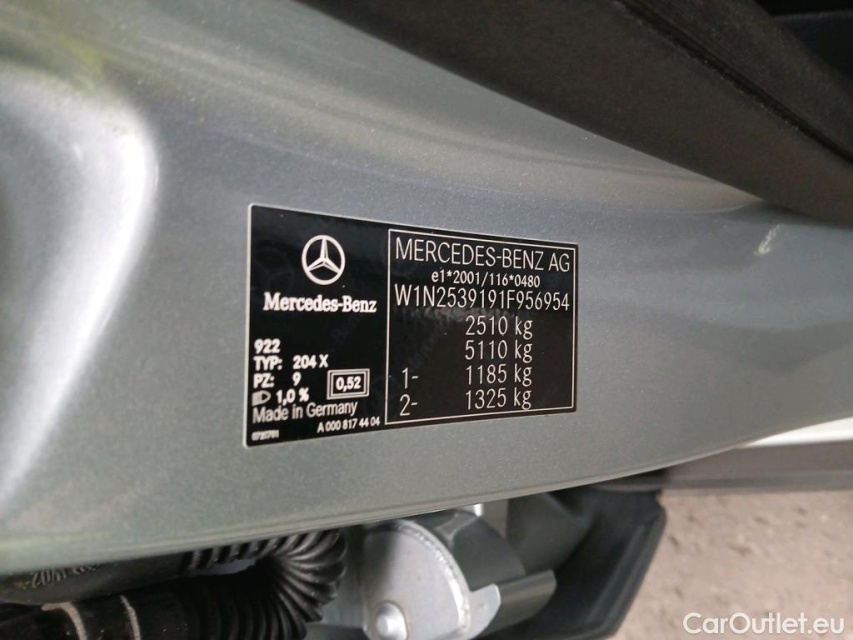 Mercedes-Benz
922
TYP: 204 X
PZ: 9
1,0 %
0,52
Made in Germany
A 000 817 44 04
MERCEDES-BENZ AG
e1*2001/116*0480
W1N2539191F956954
2510 kg
5110 kg
1- 1185 kg
2- 1325 kg
CarOutlet.eu